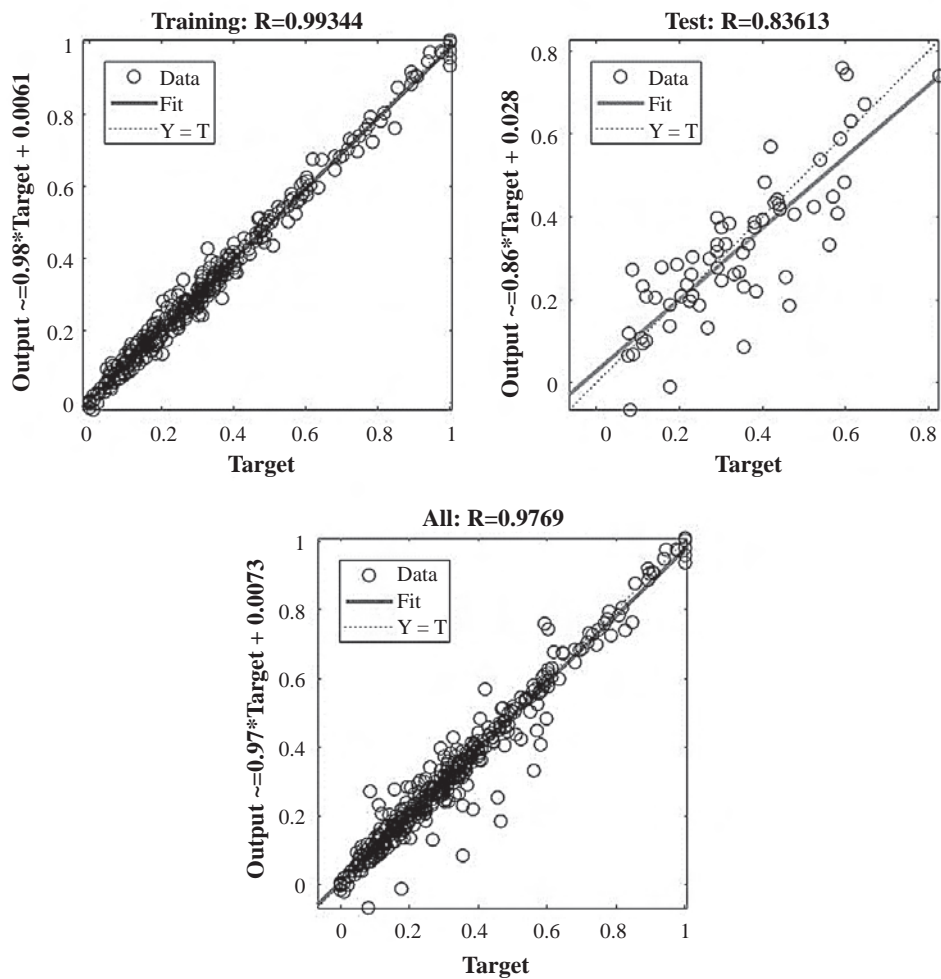 Training: R=0.99344
Output ~=0.98*Target + 0.0061
1
0.8
0.6
0.4
0.2
0
Data
Fit
Y = T
0 0.2 0.4 0.6 0.8 1
Target
Test: R=0.83613
Output ~=0.86*Target + 0.028
0.8
0.6
0.4
0.2
0
Data
Fit
Y = T
0 0.2 0.4 0.6 0.8
Target
All: R=0.9769
Output ~=0.97*Target + 0.0073
1
0.8
0.6
0.4
0.2
0
Data
Fit
Y = T
0 0.2 0.4 0.6 0.8 1
Target